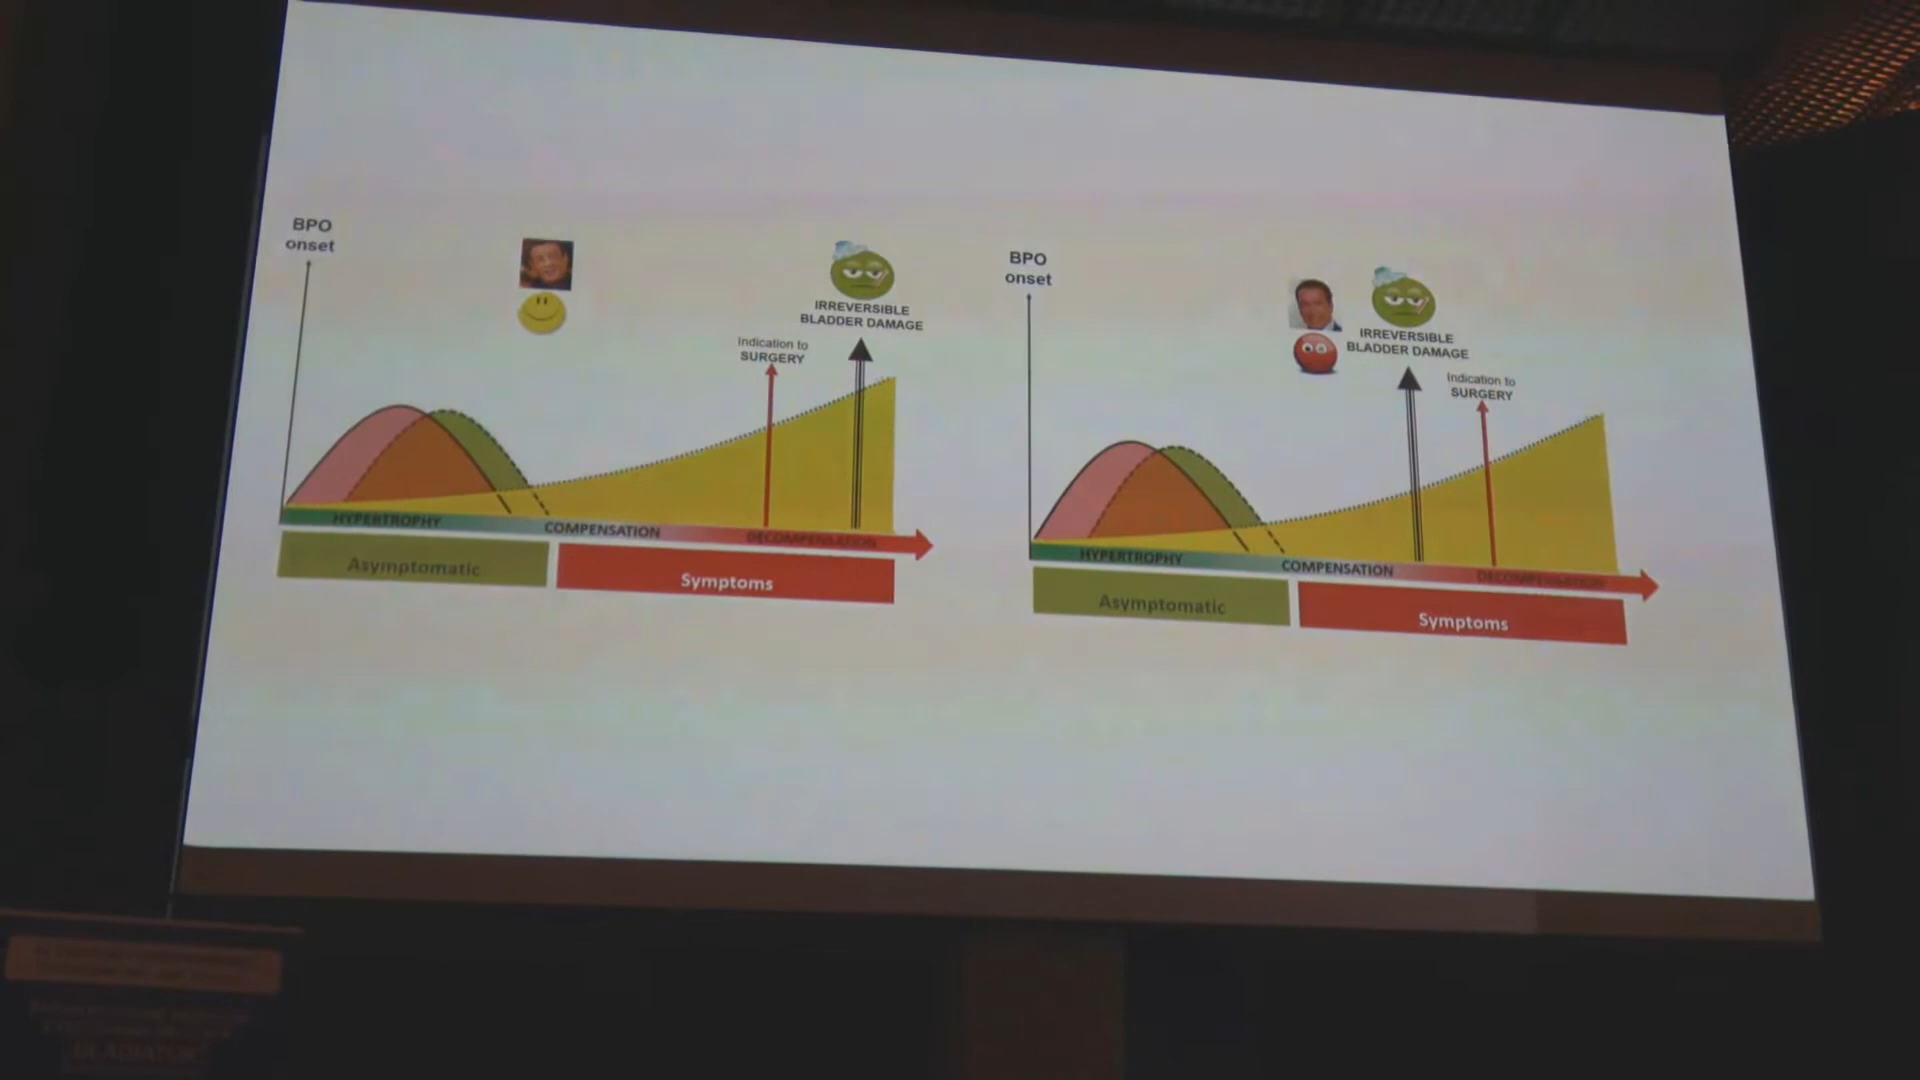 BPO
onset
IRREVERSIBLE
BLADDER DAMAGE
Indication to
SURGERY
HYPERTROPHY
COMPENSATION
DECOMPENSATION
Asymptomatic
Symptoms
BPO
onset
IRREVERSIBLE
BLADDER DAMAGE
Indication to
SURGERY
HYPERTROPHY
COMPENSATION
DECOMPENSATION
Asymptomatic
Symptoms